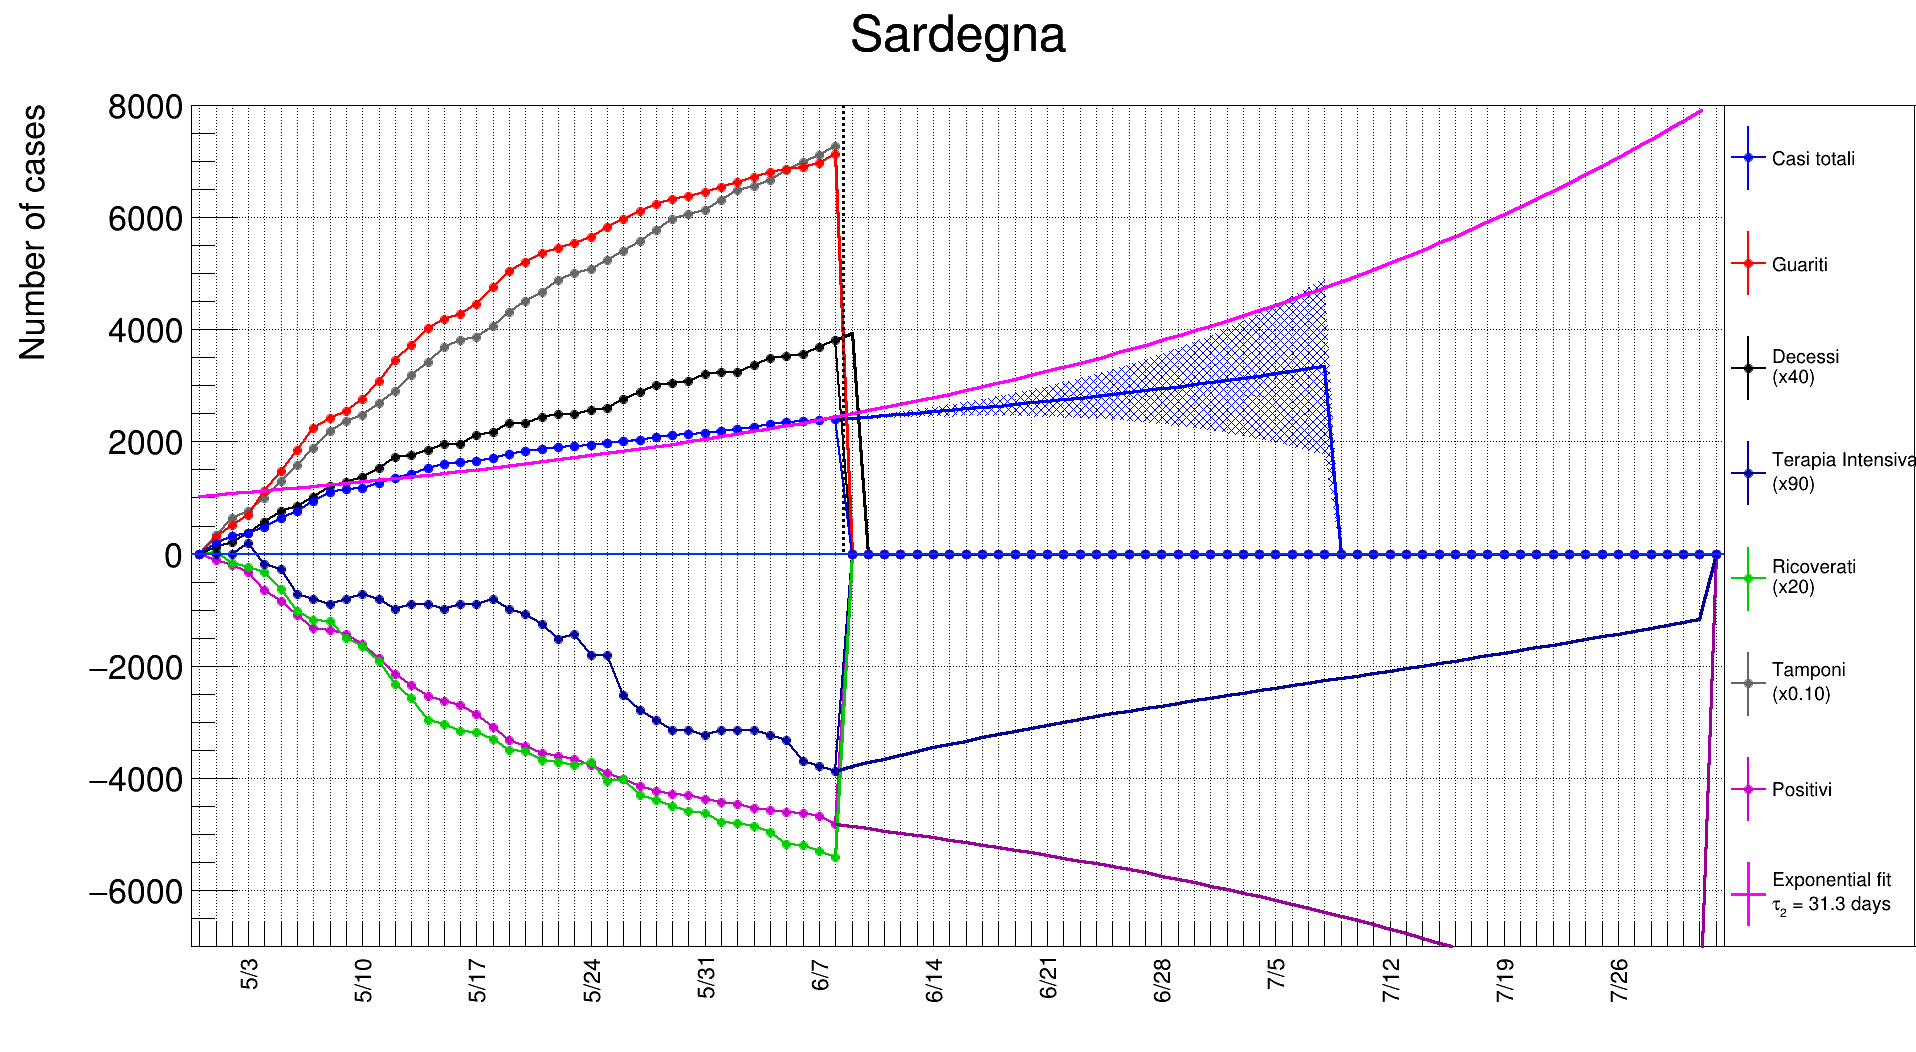 Sardegna
Number of cases
8000
6000
4000
2000
0
−2000
−4000
−6000
5/3
5/10
5/17
5/24
5/31
6/7
6/14
6/21
6/28
7/5
7/12
7/19
7/26
Casi totali
Guariti
Decessi
(x40)
Terapia Intensiva
(x90)
Ricoverati
(x20)
Tamponi
(x0.10)
Positivi
Exponential fit
τ2 = 31.3 days